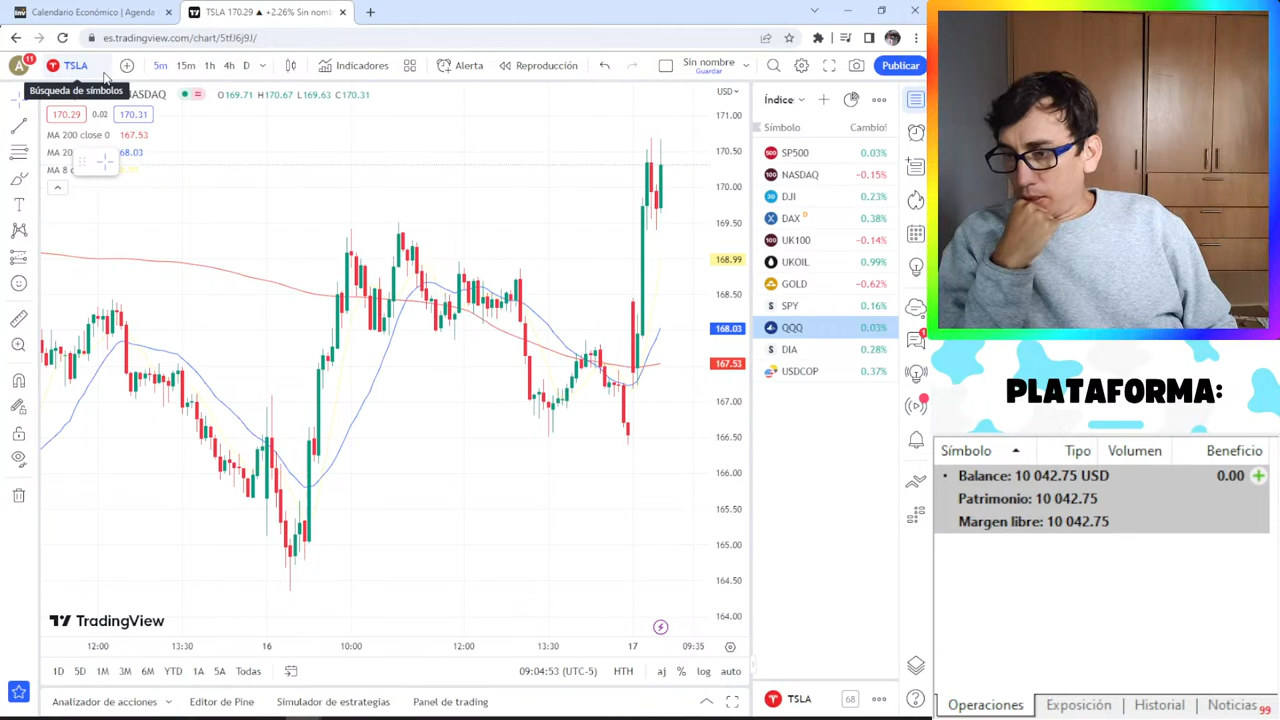 Calendario Económico | Agenda
TSLA 170.29 ▲ +2.26% Sin nomb
es.tradingview.com/chart/5tfJ6j9J/
A 11 TSLA 5m 15m 1h 4h D Indicadores Alerta Reproducción Sin nombre Guardar Publicar
Búsqueda de símbolos
NASDAQ 169.71 H170.67 L169.63 C170.31
170.29 0.02 170.31
MA 200 close 0 167.53
MA 20 68.03
MA 8 c
USD
171.00
170.50
170.00
169.50
168.99
168.50
168.03
167.53
167.00
166.50
166.00
165.50
165.00
164.50
164.00
TradingView
12:00 13:30 16 10:00 12:00 13:30 17 09:35
1D 5D 1M 3M 6M YTD 1A 5A Todas 09:04:53 (UTC-5) HTH aj % log auto
Analizador de acciones Editor de Pine Simulador de estrategias Panel de trading
Índice
Símbolo Cambio%
SP500 0.03%
NASDAQ −0.15%
DJI 0.23%
DAX 0.38%
UK100 −0.14%
UKOIL 0.99%
GOLD −0.62%
SPY 0.16%
QQQ 0.03%
DIA 0.28%
USDCOP 0.37%
TSLA 68
PLATAFORMA:
Símbolo Tipo Volumen Beneficio
Balance: 10 042.75 USD 0.00
Patrimonio: 10 042.75
Margen libre: 10 042.75
Operaciones Exposición Historial Noticias 99